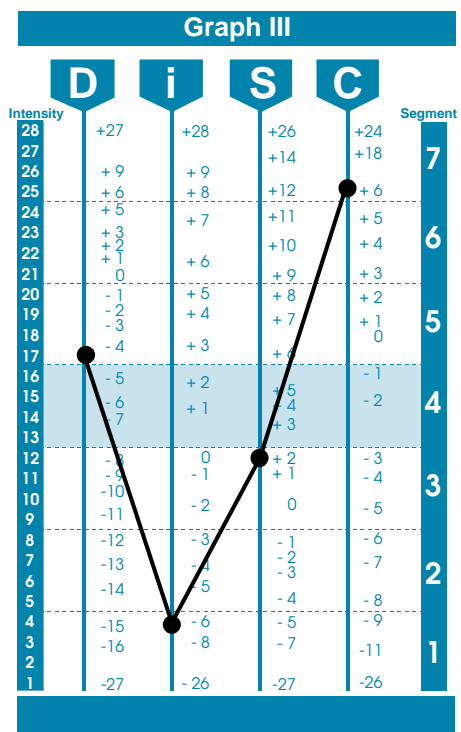 Graph III
D i S C
Intensity Segment
28 +27 +28 +26 +24
27 +14 +18 7
26 + 9 + 9
25 + 6 + 8 +12 + 6
24 + 5 + 7 +11 + 5
23 + 3 6
22 + 2 +10 + 4
+ 1 + 6
21 0 + 9 + 3
20 - 1 + 5 + 8 + 2
19 - 2 + 4 + 7 + 1 5
18 - 3 0
17 - 4 + 3 + 6
16 - 5 + 2 - 1
15 - 6 + 5 - 2 4
14 - 7 + 1 - 4
13 + 3
12 - 8 0 + 2 - 3
11 - 9 - 1 + 1 - 4 3
10 -10 - 2 0 - 5
9 -11
8 -12 - 3 - 1 - 6
7 -13 - 4 - 2 - 7 2
6 -14 - 5 - 3
5 - 4 - 8
4 -15 - 6 - 5 - 9
3 -16 - 8 - 7 -11 1
2
1 -27 - 26 -27 -26